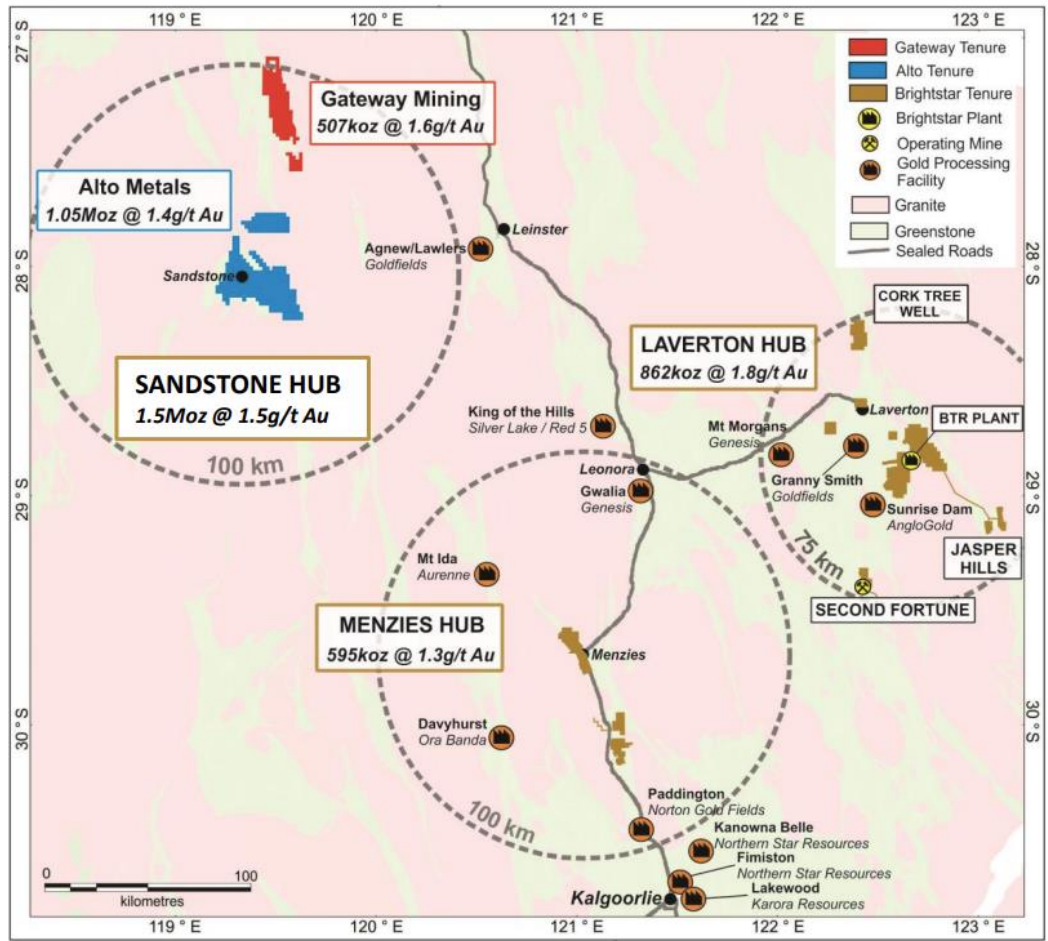 119 ° E
120 ° E
121 ° E
122 ° E
123 ° E
27 ° S
28 ° S
29 ° S
30 ° S
Gateway Tenure
Alto Tenure
Brightstar Tenure
Brightstar Plant
Operating Mine
Gold Processing
Facility
Granite
Greenstone
Sealed Roads
28 ° S
29 ° S
30 ° S
Gateway Mining
507koz @ 1.6g/t Au
Alto Metals
1.05Moz @ 1.4g/t Au
Sandstone
SANDSTONE HUB
1.5Moz @ 1.5g/t Au
100 km
Leinster
Agnew/Lawlers
Goldfields
CORK TREE
WELL
LAVERTON HUB
862koz @ 1.8g/t Au
Laverton
BTR PLANT
King of the Hills
Silver Lake / Red 5
Mt Morgans
Genesis
Leonora
Granny Smith
Goldfields
Gwalia
Genesis
Sunrise Dam
AngloGold
75 km
JASPER
HILLS
SECOND FORTUNE
Mt Ida
Aurenne
MENZIES HUB
595koz @ 1.3g/t Au
Menzies
Davyhurst
Ora Banda
100 km
Paddington
Norton Gold Fields
Kanowna Belle
Northern Star Resources
Fimiston
Northern Star Resources
Lakewood
Karora Resources
Kalgoorlie
0
100
kilometres
119 ° E
120 ° E
121 ° E
122 ° E
123 ° E